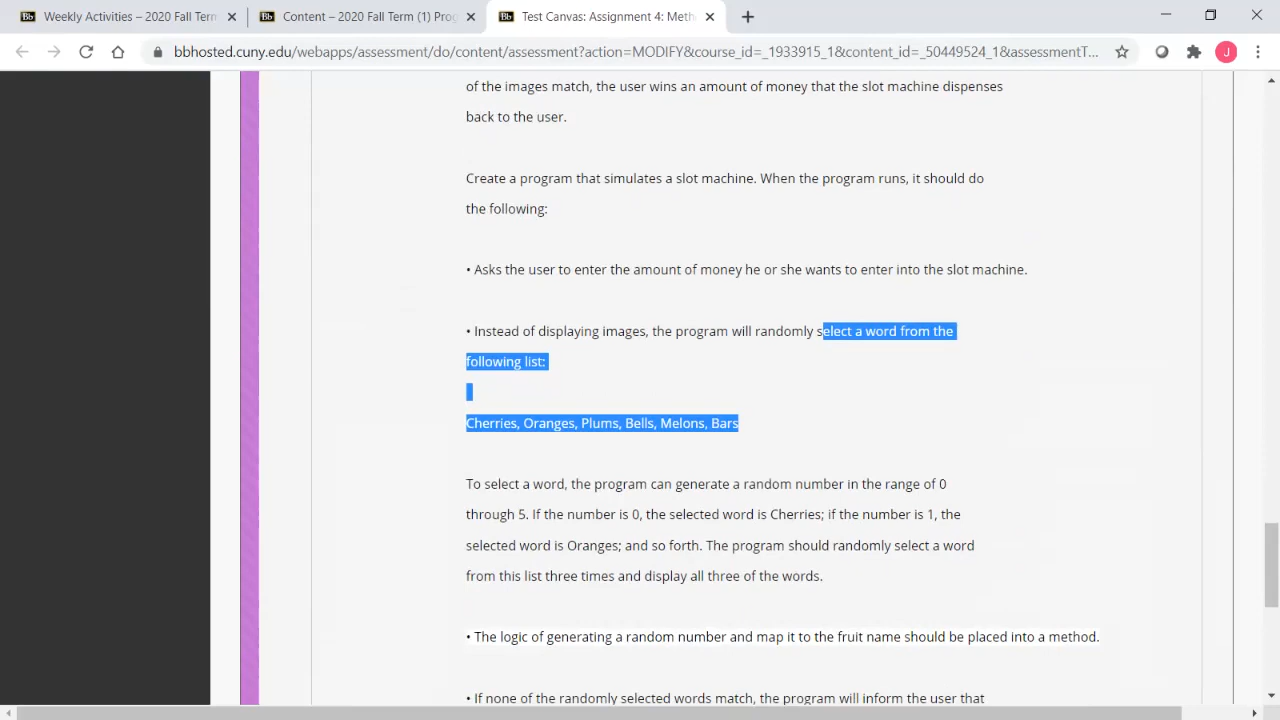 Weekly Activities – 2020 Fall Term
Content – 2020 Fall Term (1) Prog
Test Canvas: Assignment 4: Meth
bbhosted.cuny.edu/webapps/assessment/do/content/assessment?action=MODIFY&course_id=_1933915_1&content_id=_50449524_1&assessmentT...
J
of the images match, the user wins an amount of money that the slot machine dispenses
back to the user.
Create a program that simulates a slot machine. When the program runs, it should do
the following:
• Asks the user to enter the amount of money he or she wants to enter into the slot machine.
• Instead of displaying images, the program will randomly select a word from the
following list:
Cherries, Oranges, Plums, Bells, Melons, Bars
To select a word, the program can generate a random number in the range of 0
through 5. If the number is 0, the selected word is Cherries; if the number is 1, the
selected word is Oranges; and so forth. The program should randomly select a word
from this list three times and display all three of the words.
• The logic of generating a random number and map it to the fruit name should be placed into a method.
• If none of the randomly selected words match, the program will inform the user that